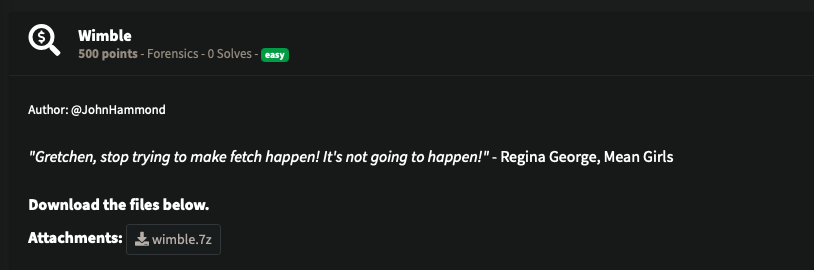 Wimble
500 points - Forensics - 0 Solves - easy
Author: @JohnHammond
"Gretchen, stop trying to make fetch happen! It's not going to happen!" - Regina George, Mean Girls
Download the files below.
Attachments: wimble.7z